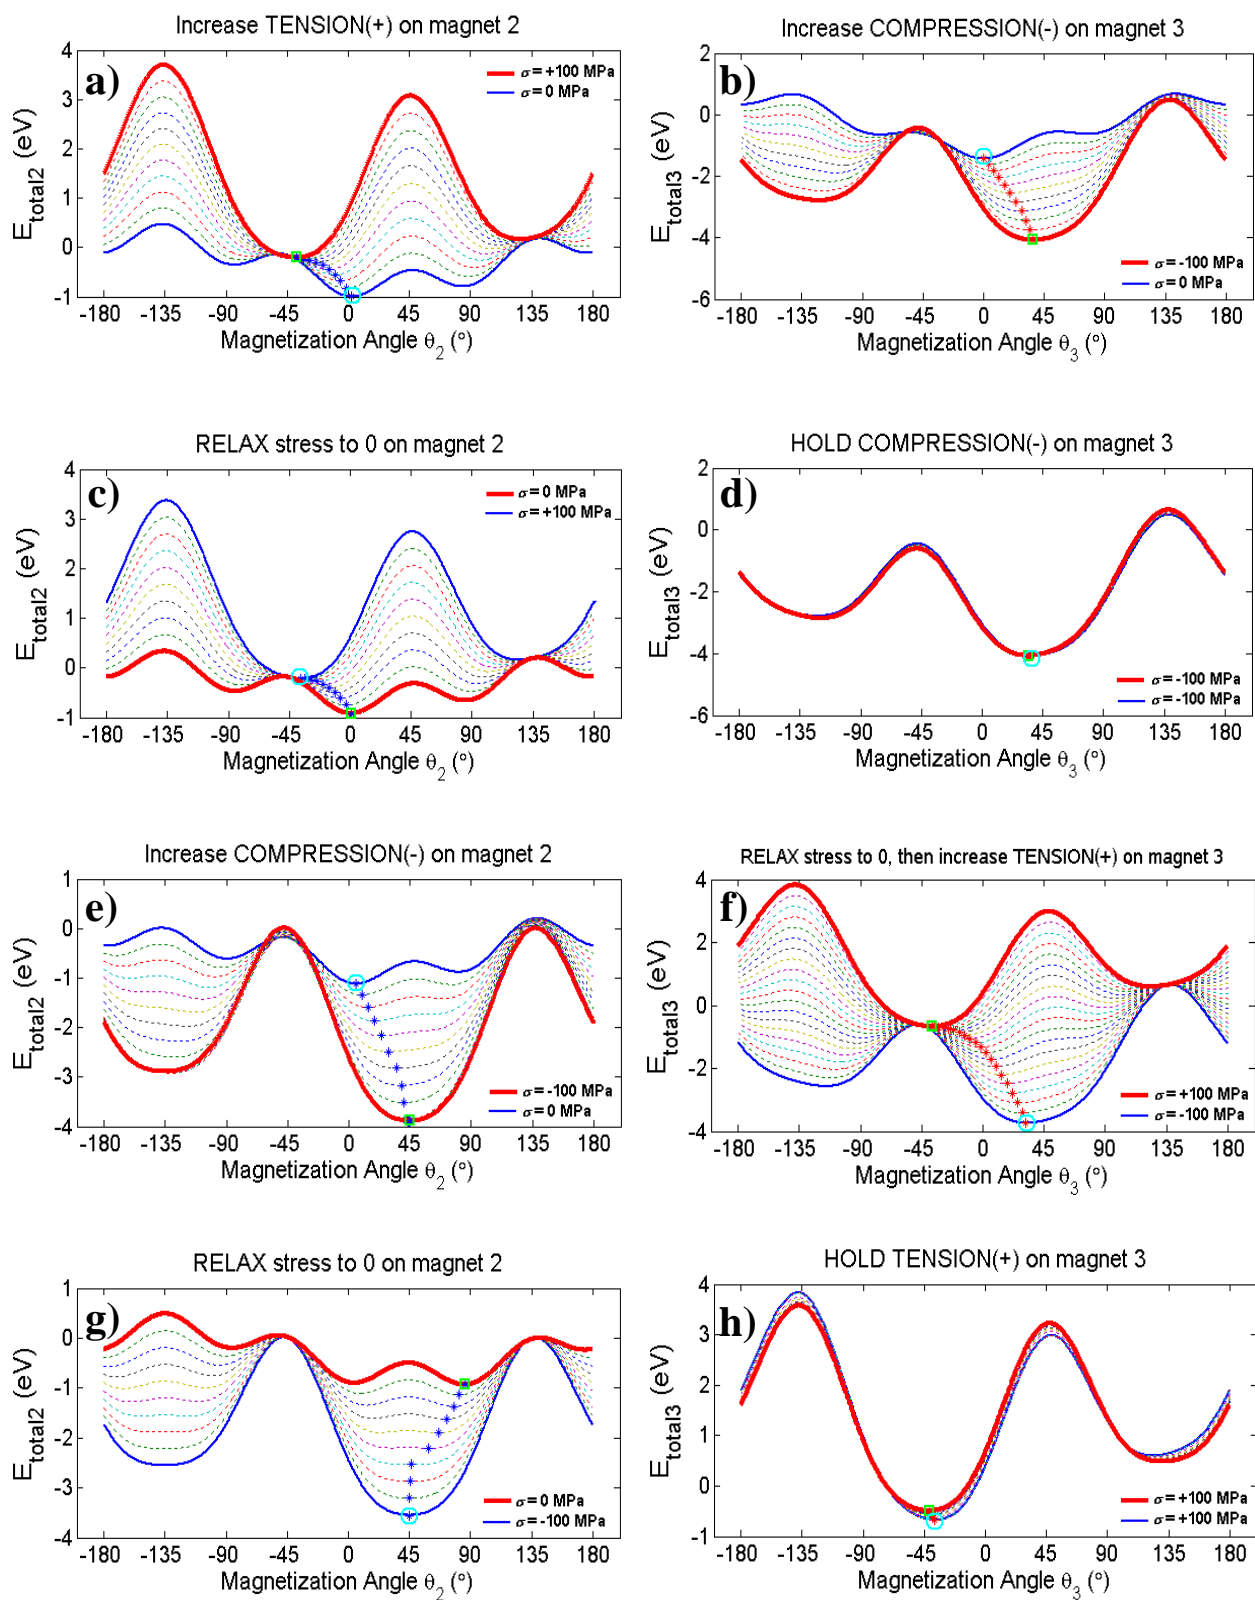 Increase TENSION(+) on magnet 2
a)
σ=+100 MPa
σ=0 MPa
E_total2 (eV)
4
3
2
1
0
-1
-180 -135 -90 -45 0 45 90 135 180
Magnetization Angle θ_2 (°)
Increase COMPRESSION(-) on magnet 3
b)
E_total3 (eV)
2
0
-2
-4
-6
σ=-100 MPa
σ=0 MPa
-180 -135 -90 -45 0 45 90 135 180
Magnetization Angle θ_3 (°)
RELAX stress to 0 on magnet 2
c)
σ=0 MPa
σ=+100 MPa
E_total2 (eV)
4
3
2
1
0
-1
-180 -135 -90 -45 0 45 90 135 180
Magnetization Angle θ_2 (°)
HOLD COMPRESSION(-) on magnet 3
d)
E_total3 (eV)
2
0
-2
-4
-6
σ=-100 MPa
σ=-100 MPa
-180 -135 -90 -45 0 45 90 135 180
Magnetization Angle θ_3 (°)
Increase COMPRESSION(-) on magnet 2
e)
E_total2 (eV)
1
0
-1
-2
-3
-4
σ=-100 MPa
σ=0 MPa
-180 -135 -90 -45 0 45 90 135 180
Magnetization Angle θ_2 (°)
RELAX stress to 0, then increase TENSION(+) on magnet 3
f)
E_total3 (eV)
4
2
0
-2
-4
σ=+100 MPa
σ=-100 MPa
-180 -135 -90 -45 0 45 90 135 180
Magnetization Angle θ_3 (°)
RELAX stress to 0 on magnet 2
g)
E_total2 (eV)
1
0
-1
-2
-3
-4
σ=0 MPa
σ=-100 MPa
-180 -135 -90 -45 0 45 90 135 180
Magnetization Angle θ_2 (°)
HOLD TENSION(+) on magnet 3
h)
E_total3 (eV)
4
3
2
1
0
-1
σ=+100 MPa
σ=+100 MPa
-180 -135 -90 -45 0 45 90 135 180
Magnetization Angle θ_3 (°)